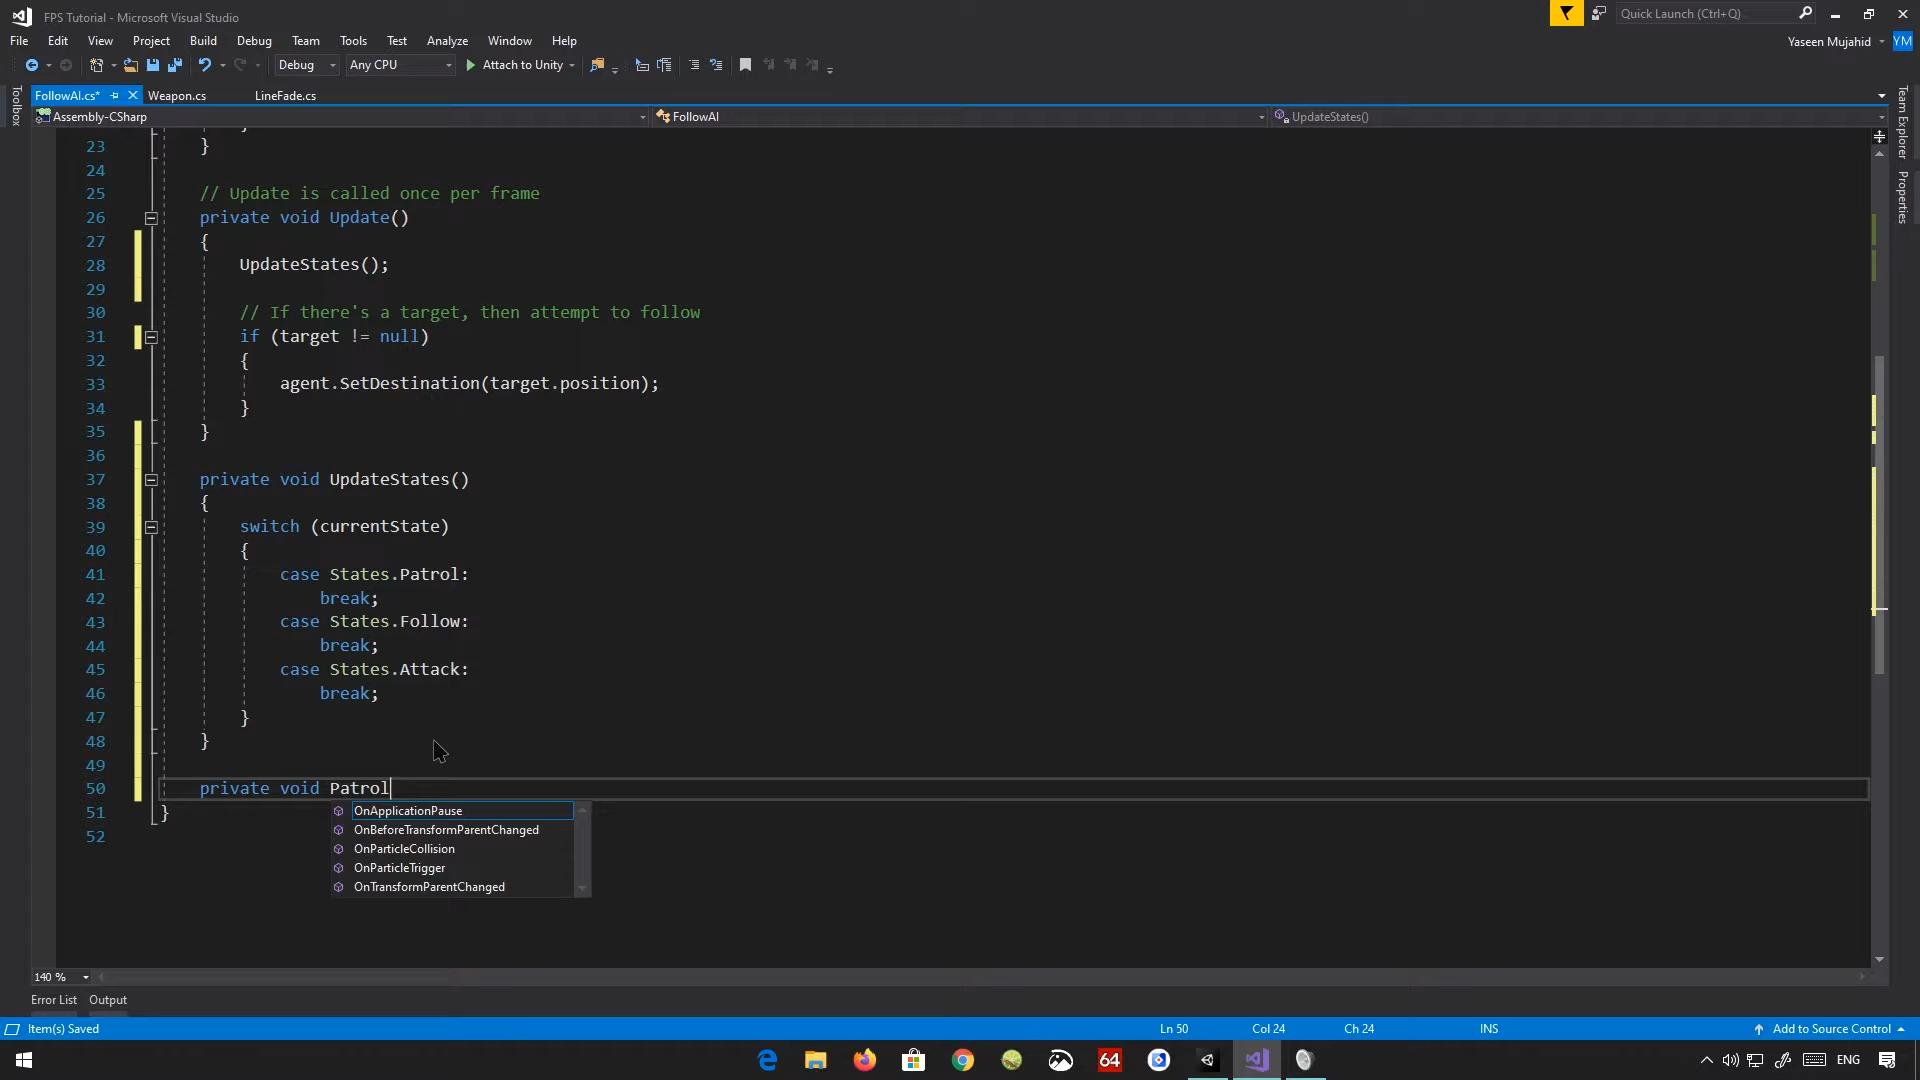 FPS Tutorial - Microsoft Visual Studio
Quick Launch (Ctrl+Q)
File Edit View Project Build Debug Team Tools Test Analyze Window Help
Yaseen Mujahid YM
Debug Any CPU Attach to Unity
Toolbox
FollowAI.cs* Weapon.cs LineFade.cs
Assembly-CSharp FollowAI UpdateStates()
Team Explorer
Properties
}
23 }
24
25 // Update is called once per frame
26 private void Update()
27 {
28 UpdateStates();
29
30 // If there's a target, then attempt to follow
31 if (target != null)
32 {
33 agent.SetDestination(target.position);
34 }
35 }
36
37 private void UpdateStates()
38 {
39 switch (currentState)
40 {
41 case States.Patrol:
42 break;
43 case States.Follow:
44 break;
45 case States.Attack:
46 break;
47 }
48 }
49
50 private void Patrol
51 }
52
OnApplicationPause
OnBeforeTransformParentChanged
OnParticleCollision
OnParticleTrigger
OnTransformParentChanged
140 %
Error List Output
Item(s) Saved Ln 50 Col 24 Ch 24 INS Add to Source Control
64 ENG